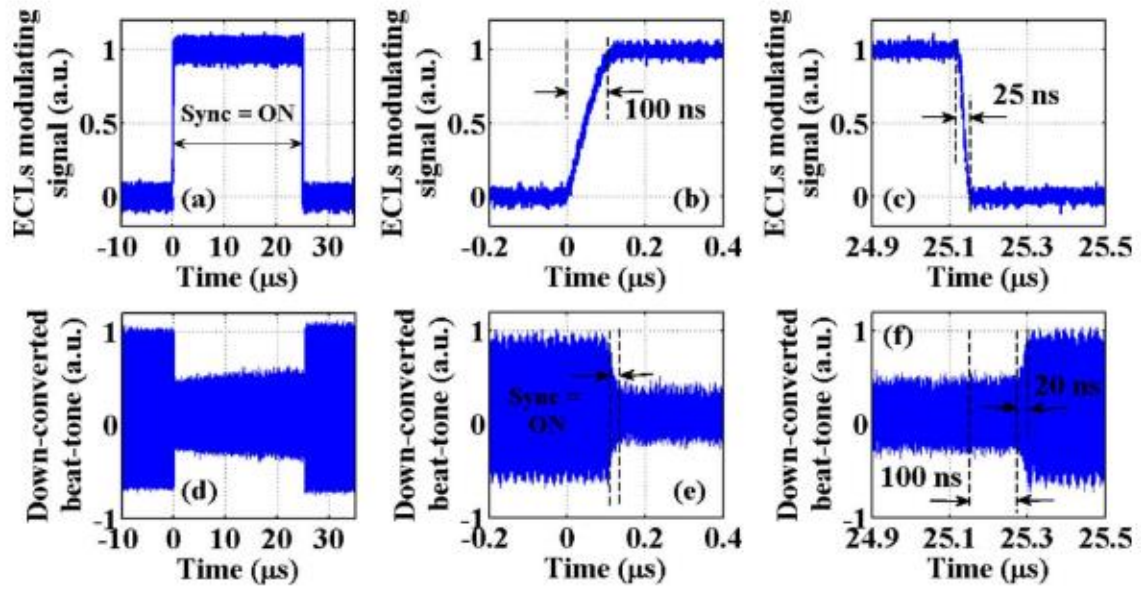 ECLs modulating
signal (a.u.)
1
0.5
0
Sync = ON
(a)
-10 0 10 20 30
Time (μs)
ECLs modulating
signal (a.u.)
1
0.5
0
100 ns
(b)
-0.2 0 0.2 0.4
Time (μs)
ECLs modulating
signal (a.u.)
1
0.5
0
25 ns
(c)
24.9 25.1 25.3 25.5
Time (μs)
Down-converted
beat-tone (a.u.)
1
0
-1
(d)
-10 0 10 20 30
Time (μs)
Down-converted
beat-tone (a.u.)
1
0
-1
Sync =
ON
(e)
-0.2 0 0.2 0.4
Time (μs)
Down-converted
beat-tone (a.u.)
1
0
-1
(f)
20 ns
100 ns
24.9 25.1 25.3 25.5
Time (μs)